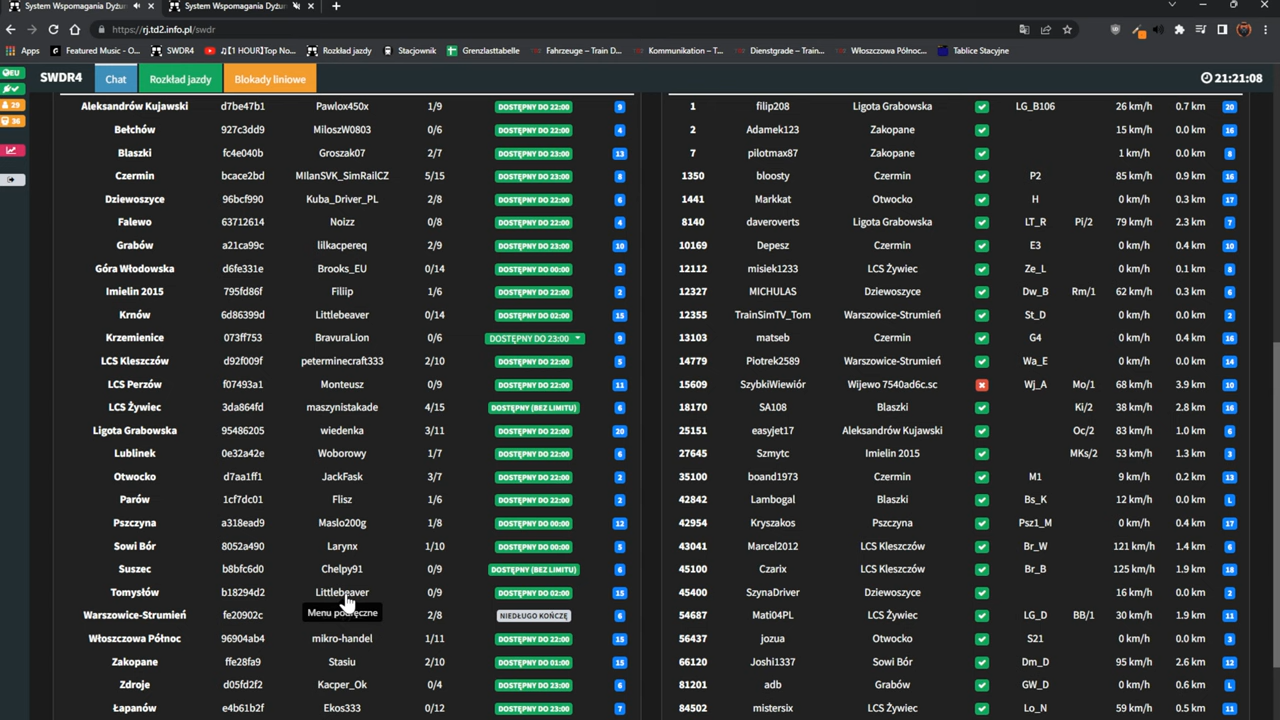 System Wspomagania Dyżur
System Wspomagania Dyżur
https://rj.td2.info.pl/swdr
Apps
Featured Music - O...
SWDR4
[1 HOUR]Top No...
Rozkład jazdy
Stacjownik
Grenzlasttabelle
Fahrzeuge – Train D...
Kommunikation – T...
Dienstgrade – Train...
Włoszczowa Północ...
Tablice Stacyjne
EU
29
36
SWDR4
Chat
Rozkład jazdy
Blokady liniowe
21:21:08
Aleksandrów Kujawski d7be47b1 Pawlox450x 1/9 DOSTĘPNY DO 22:00 9
Bełchów 927c3dd9 MiloszW0803 0/6 DOSTĘPNY DO 22:00 4
Blaszki fc4e040b Groszak07 2/7 DOSTĘPNY DO 23:00 13
Czermin bcace2bd MIlanSVK_SimRailCZ 5/15 DOSTĘPNY DO 23:00 8
Dziewoszyce 96bcf990 Kuba_Driver_PL 2/8 DOSTĘPNY DO 22:00 6
Falewo 63712614 Noizz 0/8 DOSTĘPNY DO 22:00 4
Grabów a21ca99c lilkacpereq 2/9 DOSTĘPNY DO 23:00 10
Góra Włodowska d6fe331e Brooks_EU 0/14 DOSTĘPNY DO 00:00 2
Imielin 2015 795fd86f Filiip 1/6 DOSTĘPNY DO 22:00 2
Krnów 6d86399d Littlebeaver 0/14 DOSTĘPNY DO 02:00 15
Krzemienice 073ff753 BravuraLion 0/6 DOSTĘPNY DO 23:00 9
LCS Kleszczów d92f009f peterminecraft333 2/10 DOSTĘPNY DO 22:00 5
LCS Perzów f07493a1 Monteusz 0/9 DOSTĘPNY DO 22:00 11
LCS Żywiec 3da864fd maszynistakade 4/15 DOSTĘPNY (BEZ LIMITU) 6
Ligota Grabowska 95486205 wiedenka 3/11 DOSTĘPNY DO 22:00 20
Lublinek 0e32a42e Woborowy 1/7 DOSTĘPNY DO 22:00 6
Otwocko d7aa1ff1 JackFask 3/7 DOSTĘPNY DO 22:00 2
Parów 1cf7dc01 Flisz 1/6 DOSTĘPNY DO 22:00 2
Pszczyna a318ead9 Maslo200g 1/8 DOSTĘPNY DO 00:00 12
Sowi Bór 8052a490 Larynx 1/10 DOSTĘPNY DO 00:00 5
Suszec b8bfc6d0 Chelpy91 0/9 DOSTĘPNY (BEZ LIMITU) 6
Tomysłów b18294d2 Littlebeaver 0/9 DOSTĘPNY DO 02:00 15
Menu podręczne
Warszowice-Strumień fe20902c 2/8 NIEDŁUGO KOŃCZĘ 6
Włoszczowa Północ 96904ab4 mikro-handel 1/11 DOSTĘPNY DO 22:00 15
Zakopane ffe28fa9 Stasiu 2/10 DOSTĘPNY DO 01:00 15
Zdroje d05fd2f2 Kacper_Ok 0/4 DOSTĘPNY DO 23:00 6
Łapanów e4b61b2f Ekos333 0/12 DOSTĘPNY DO 23:00 7
1 filip208 Ligota Grabowska LG_B106 26 km/h 0.7 km 20
2 Adamek123 Zakopane 15 km/h 0.0 km 16
7 pilotmax87 Zakopane 1 km/h 0.0 km 8
1350 bloosty Czermin P2 85 km/h 0.9 km 16
1441 Markkat Otwocko H 0 km/h 0.3 km 17
8140 daveroverts Ligota Grabowska LT_R Pi/2 79 km/h 2.3 km 7
10169 Depesz Czermin E3 0 km/h 0.4 km 10
12112 misiek1233 LCS Żywiec Ze_L 0 km/h 0.1 km 8
12327 MICHULAS Dziewoszyce Dw_B Rm/1 62 km/h 0.3 km 6
12355 TrainSimTV_Tom Warszowice-Strumień St_D 0 km/h 0.0 km 2
13103 matseb Czermin G4 0 km/h 0.4 km 16
14779 Piotrek2589 Warszowice-Strumień Wa_E 0 km/h 0.0 km 14
15609 SzybkiWiewiór Wijewo 7540ad6c.sc Wj_A Mo/1 68 km/h 3.9 km 10
18170 SA108 Blaszki Ki/2 38 km/h 2.8 km 16
25151 easyjet17 Aleksandrów Kujawski Oc/2 83 km/h 1.0 km 6
27645 Szmytc Imielin 2015 MKs/2 53 km/h 1.3 km 3
35100 boand1973 Czermin M1 9 km/h 0.2 km 13
42842 Lambogal Blaszki Bs_K 12 km/h 0.0 km L
42954 Kryszakos Pszczyna Psz1_M 0 km/h 0.4 km 17
43041 Marcel2012 LCS Kleszczów Br_W 121 km/h 1.4 km 6
45100 Czarix LCS Kleszczów Br_B 125 km/h 1.9 km 18
45400 SzynaDriver Dziewoszyce 16 km/h 0.0 km 2
54687 Mati04PL LCS Żywiec LG_D BB/1 30 km/h 1.9 km 11
56437 jozua Otwocko S21 0 km/h 0.0 km 3
66120 Joshi1337 Sowi Bór Dm_D 95 km/h 2.6 km 12
81201 adb Grabów GW_D 0 km/h 0.6 km L
84502 mistersix Łapanów Lo_N 0 km/h 0.5 km 11